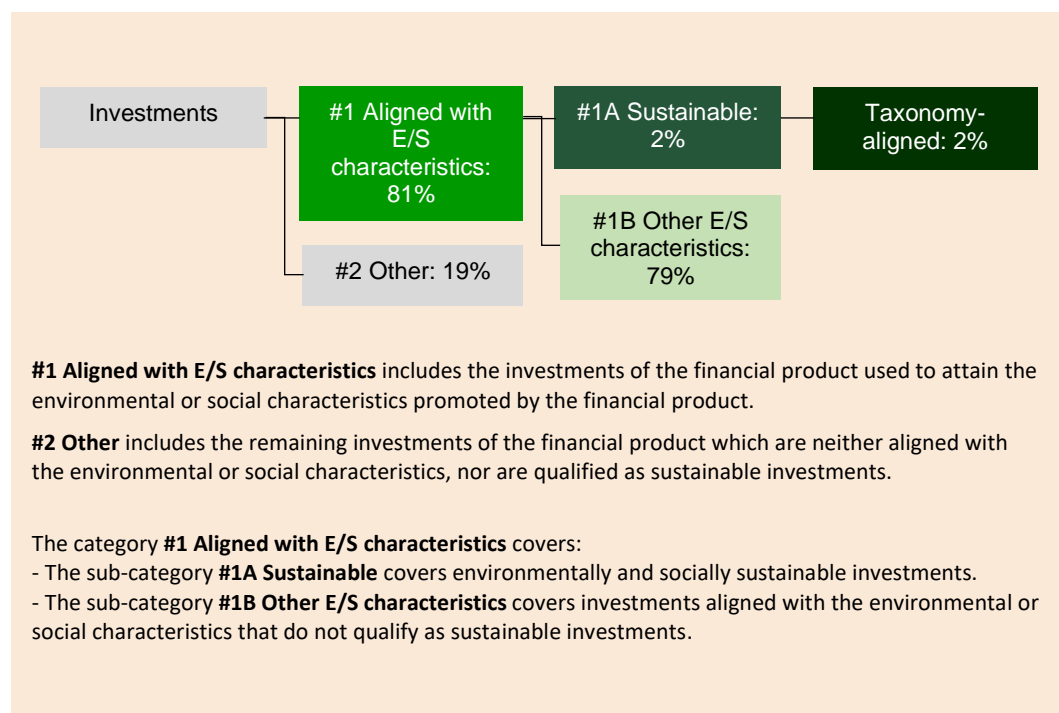 Investments
#1 Aligned with
E/S
characteristics:
81%
#1A Sustainable:
2%
Taxonomy-
aligned: 2%
#2 Other: 19%
#1B Other E/S
characteristics:
79%
#1 Aligned with E/S characteristics includes the investments of the financial product used to attain the
environmental or social characteristics promoted by the financial product.
#2 Other includes the remaining investments of the financial product which are neither aligned with
the environmental or social characteristics, nor are qualified as sustainable investments.
The category #1 Aligned with E/S characteristics covers:
- The sub-category #1A Sustainable covers environmentally and socially sustainable investments.
- The sub-category #1B Other E/S characteristics covers investments aligned with the environmental or
social characteristics that do not qualify as sustainable investments.